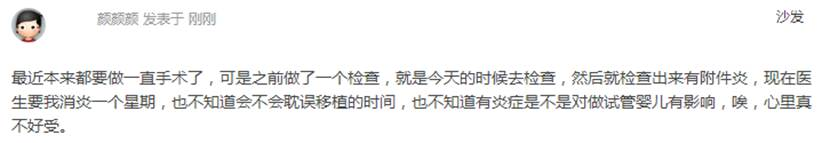 颜颜颜 发表于 刚刚 沙发
最近本来都要做一直手术了，可是之前做了一个检查，就是今天的时候去检查，然后就检查出来有附件炎，现在医
生要我消炎一个星期，也不知道会不会耽误移植的时间，也不知道有炎症是不是对做试管婴儿有影响，唉，心里真
不好受。